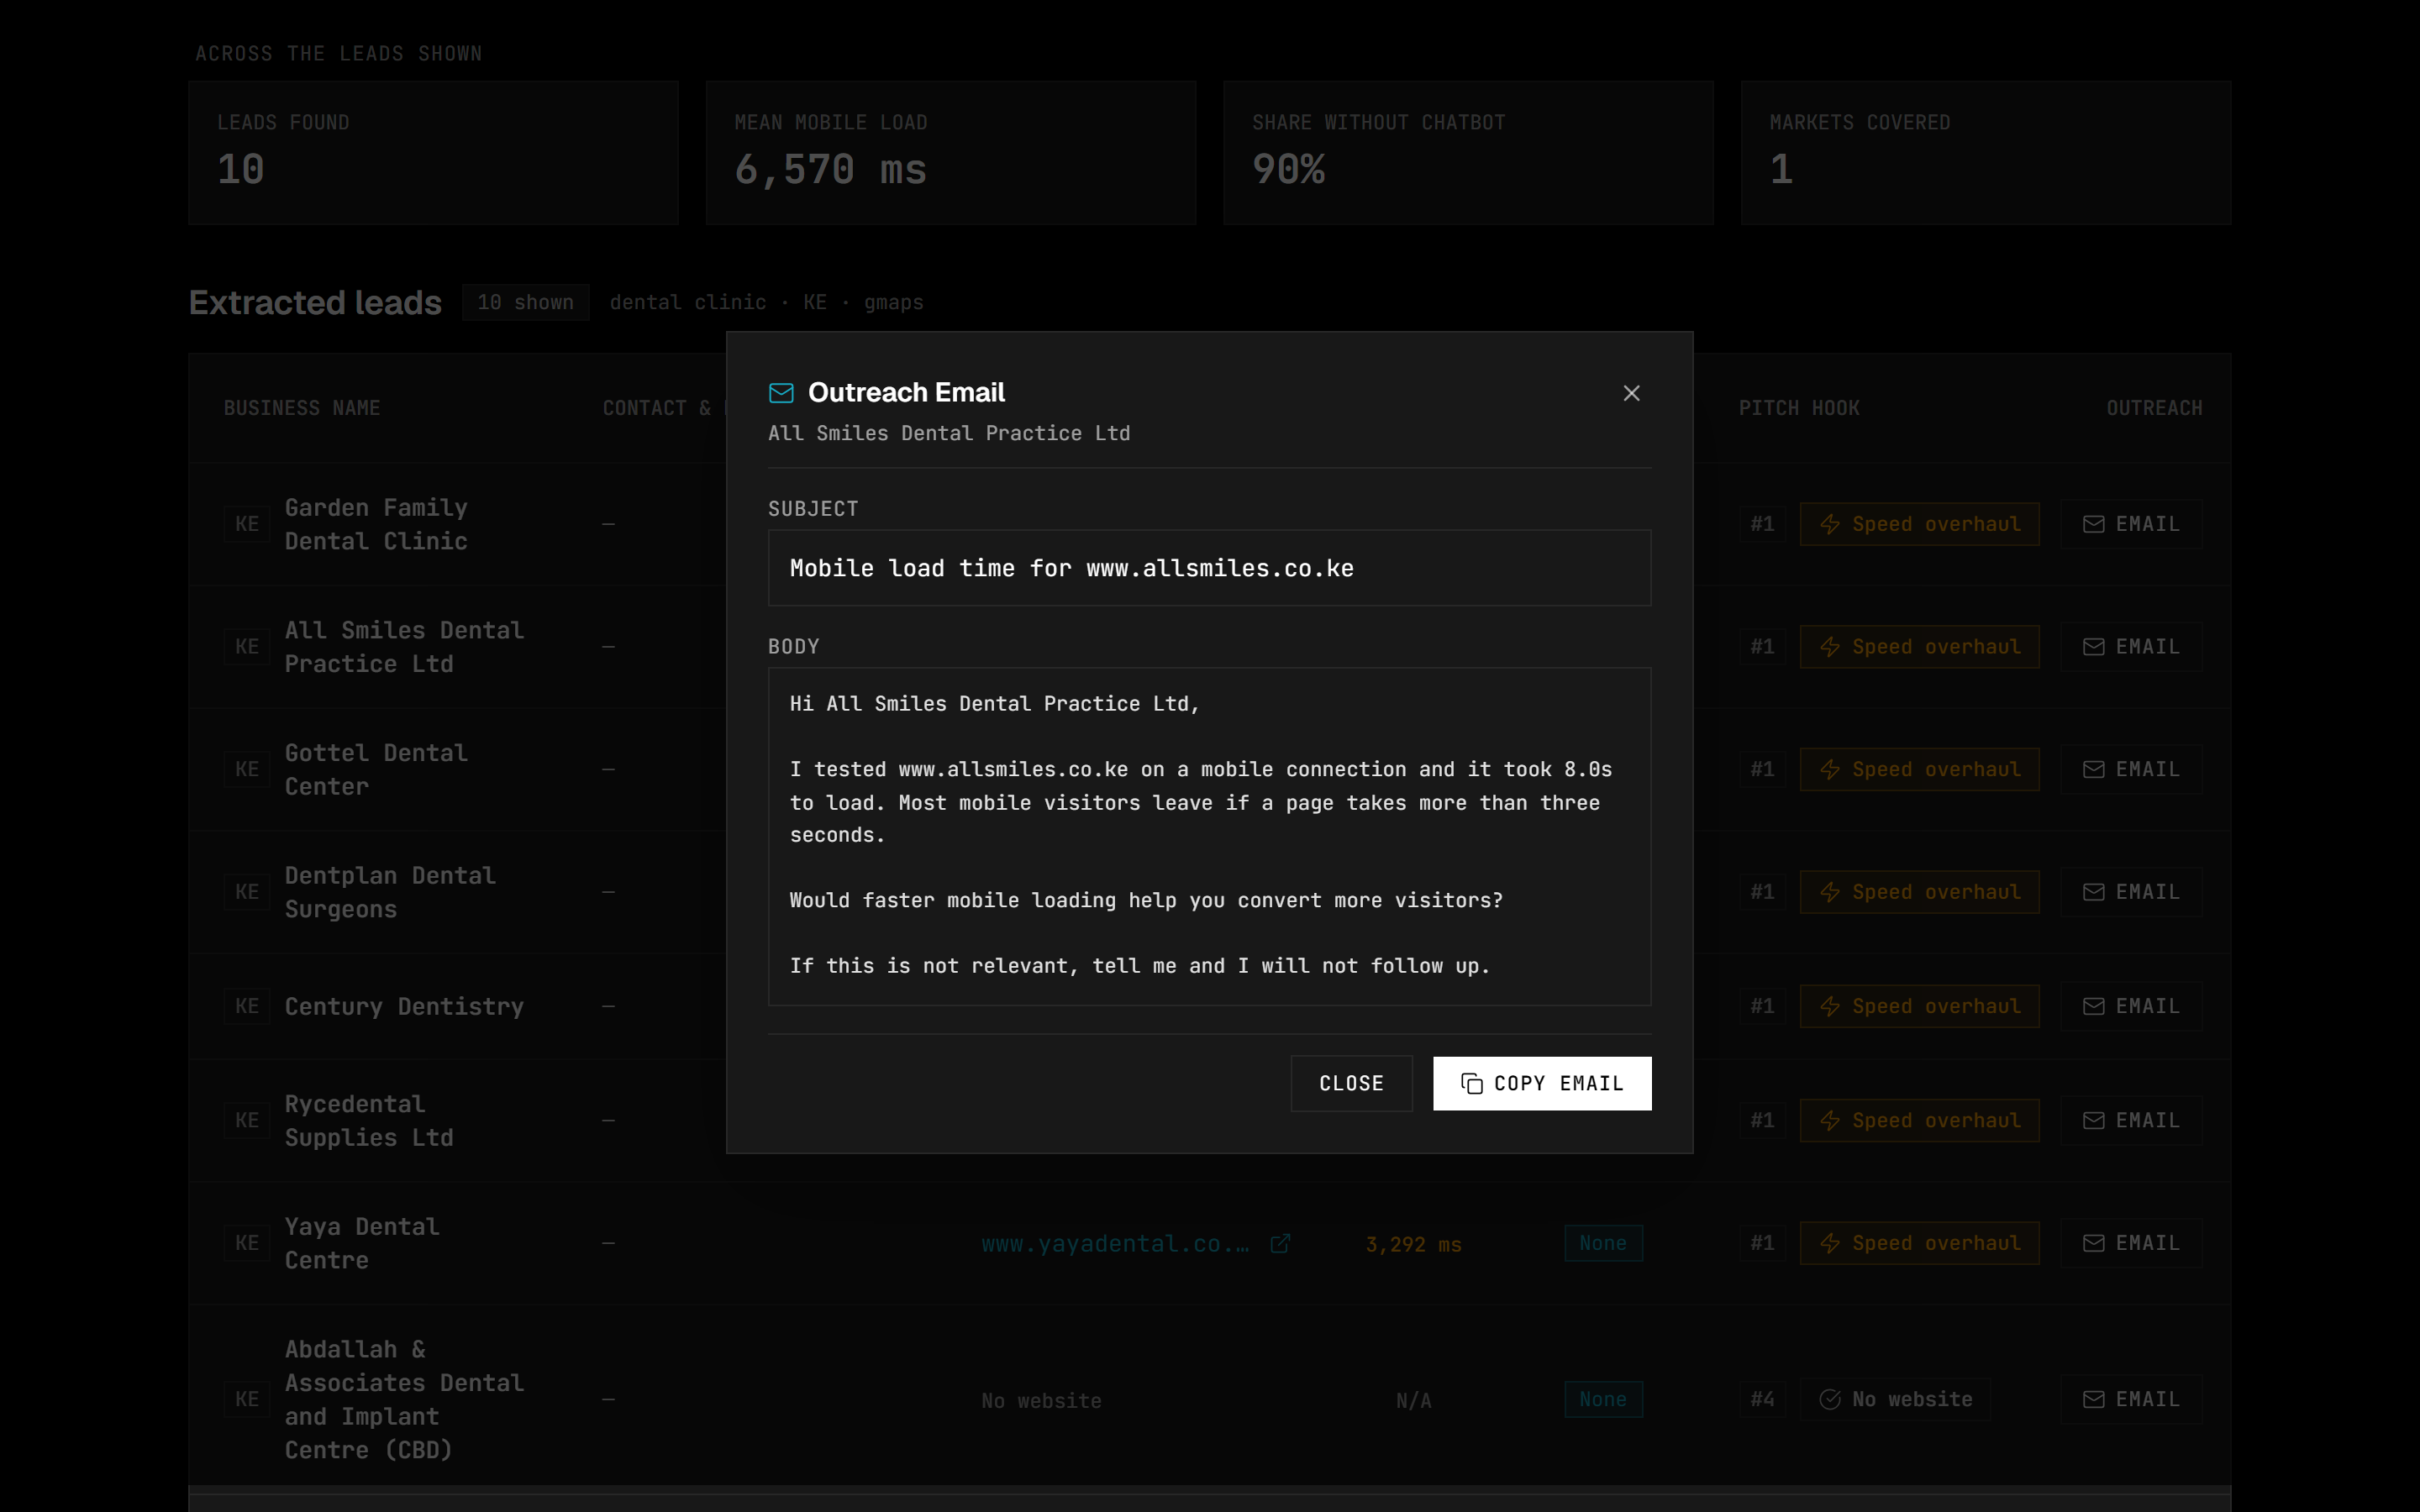 ACROSS THE LEADS SHOWN
LEADS FOUND
10
MEAN MOBILE LOAD
6,570 ms
SHARE WITHOUT CHATBOT
90%
MARKETS COVERED
1
Extracted leads
10 shown
dental clinic · KE · gmaps
BUSINESS NAME
CONTACT &
PITCH HOOK
OUTREACH
KE
Garden Family
Dental Clinic
—
#1
Speed overhaul
EMAIL
KE
All Smiles Dental
Practice Ltd
—
#1
Speed overhaul
EMAIL
KE
Gottel Dental
Center
—
#1
Speed overhaul
EMAIL
KE
Dentplan Dental
Surgeons
—
#1
Speed overhaul
EMAIL
KE
Century Dentistry
—
#1
Speed overhaul
EMAIL
KE
Rycedental
Supplies Ltd
—
#1
Speed overhaul
EMAIL
KE
Yaya Dental
Centre
—
www.yayadental.co.…
3,292 ms
None
#1
Speed overhaul
EMAIL
KE
Abdallah &
Associates Dental
and Implant
Centre (CBD)
—
No website
N/A
None
#4
No website
EMAIL
Outreach Email
All Smiles Dental Practice Ltd
SUBJECT
Mobile load time for www.allsmiles.co.ke
BODY
Hi All Smiles Dental Practice Ltd,
I tested www.allsmiles.co.ke on a mobile connection and it took 8.0s
to load. Most mobile visitors leave if a page takes more than three
seconds.
Would faster mobile loading help you convert more visitors?
If this is not relevant, tell me and I will not follow up.
CLOSE
COPY EMAIL